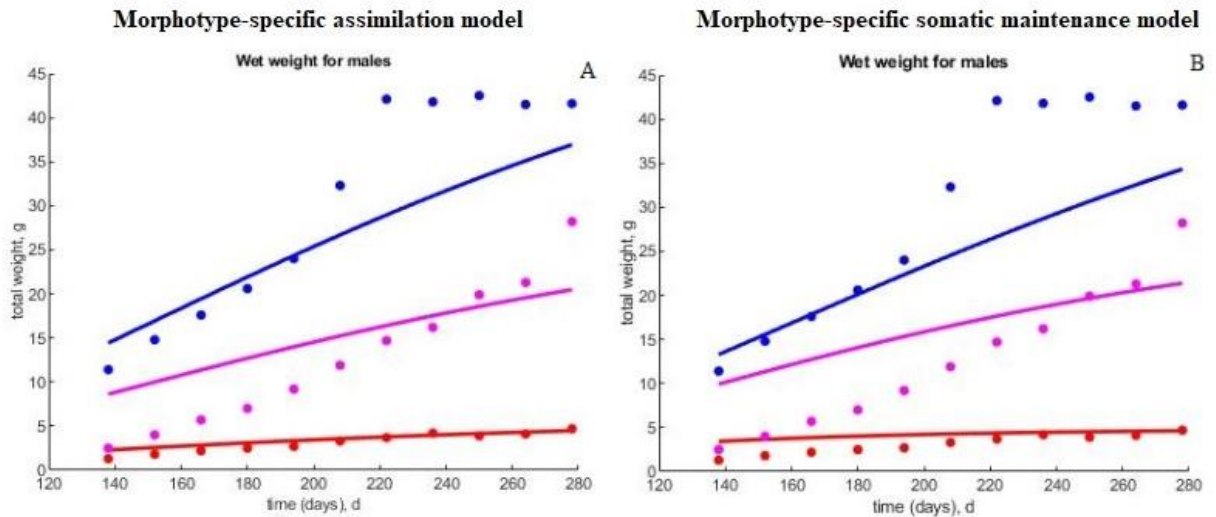 Morphotype-specific assimilation model
Wet weight for males
A
45
40
35
30
25
20
15
10
5
0
total weight, g
120 140 160 180 200 220 240 260 280
time (days), d
Morphotype-specific somatic maintenance model
Wet weight for males
B
45
40
35
30
25
20
15
10
5
0
total weight, g
120 140 160 180 200 220 240 260 280
time (days), d